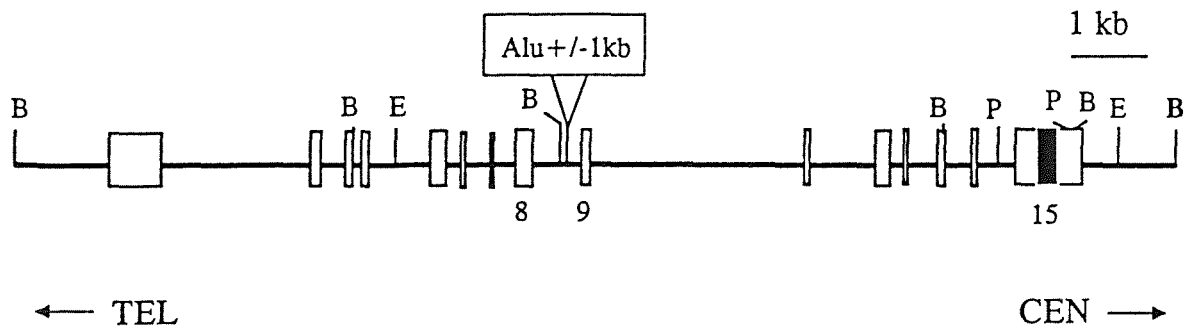 1 kb
Alu+/-1kb
B B E B B P P B E B
8 9 15
← TEL CEN →